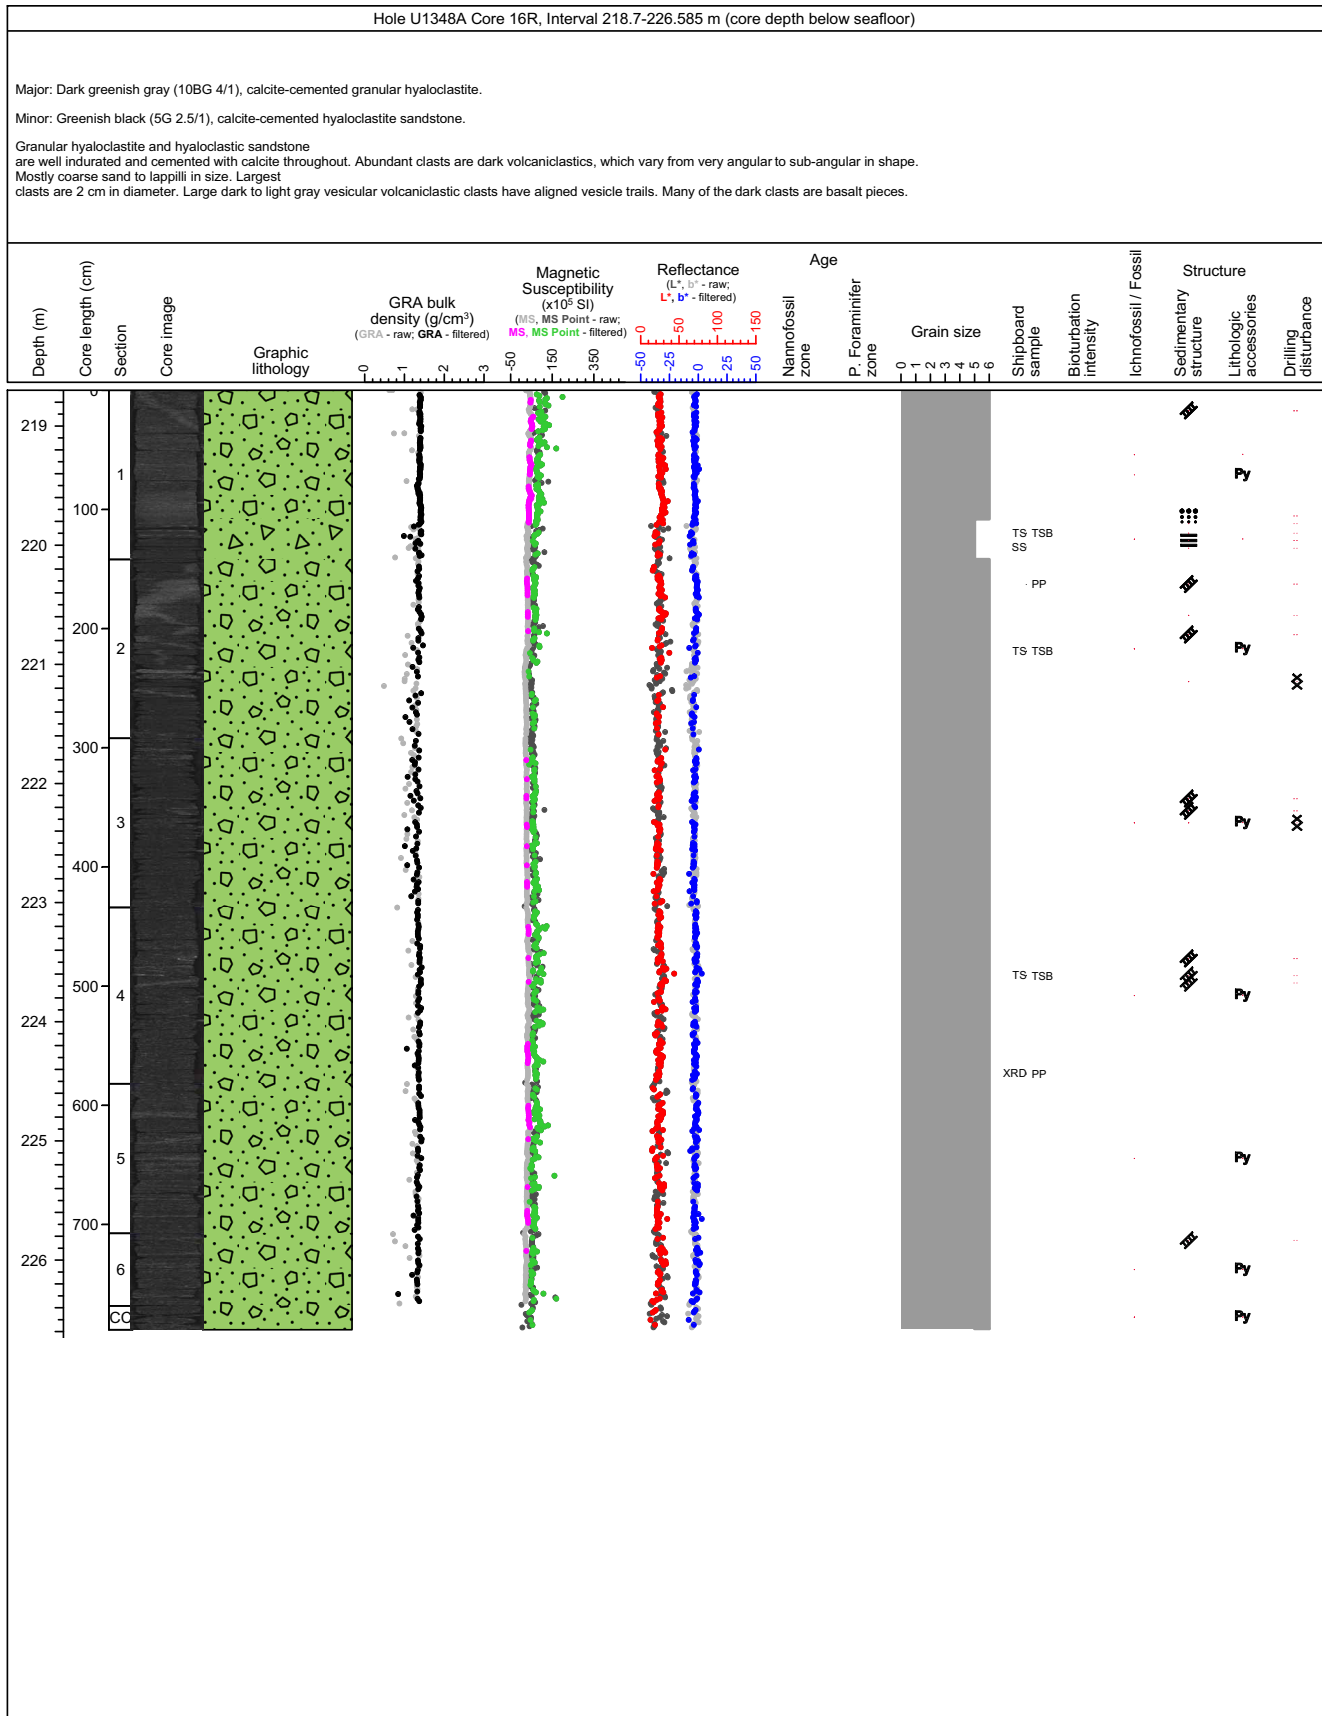 Hole U1348A Core 16R, Interval 218.7-226.585 m (core depth below seafloor)
Major: Dark greenish gray (10BG 4/1), calcite-cemented granular hyaloclastite.
Minor: Greenish black (5G 2.5/1), calcite-cemented hyaloclastite sandstone.
Granular hyaloclastite and hyaloclastic sandstone
are well indurated and cemented with calcite throughout. Abundant clasts are dark volcaniclastics, which vary from very angular to sub-angular in shape.
Mostly coarse sand to lappilli in size. Largest
clasts are 2 cm in diameter. Large dark to light gray vesicular volcaniclastic clasts have aligned vesicle trails. Many of the dark clasts are basalt pieces.
Depth (m)
Core length (cm)
Section
Core image
Graphic
lithology
GRA bulk
density (g/cm³)
(GRA - raw; GRA - filtered)
0 1 2 3
Magnetic
Susceptibility
(x10⁵ SI)
(MS, MS Point - raw;
MS, MS Point - filtered)
-50 150 350
Reflectance
(L*, b* - raw;
L*, b* - filtered)
0 50 100 150
-50 -25 0 25 50
Age
Nannofossil
zone
P. Foraminifer
zone
Grain size
0 1 2 3 4 5 6
Shipboard
sample
Bioturbation
intensity
Ichnofossil / Fossil
Structure
Sedimentary
structure
Lithologic
accessories
Drilling
disturbance
0
219
1
Py
100
TS TSB
220
SS
PP
200
2
TS TSB
Py
221
300
222
3
Py
400
223
TS TSB
500
4
Py
224
XRD PP
600
225
5
Py
700
226
6
Py
CC
Py